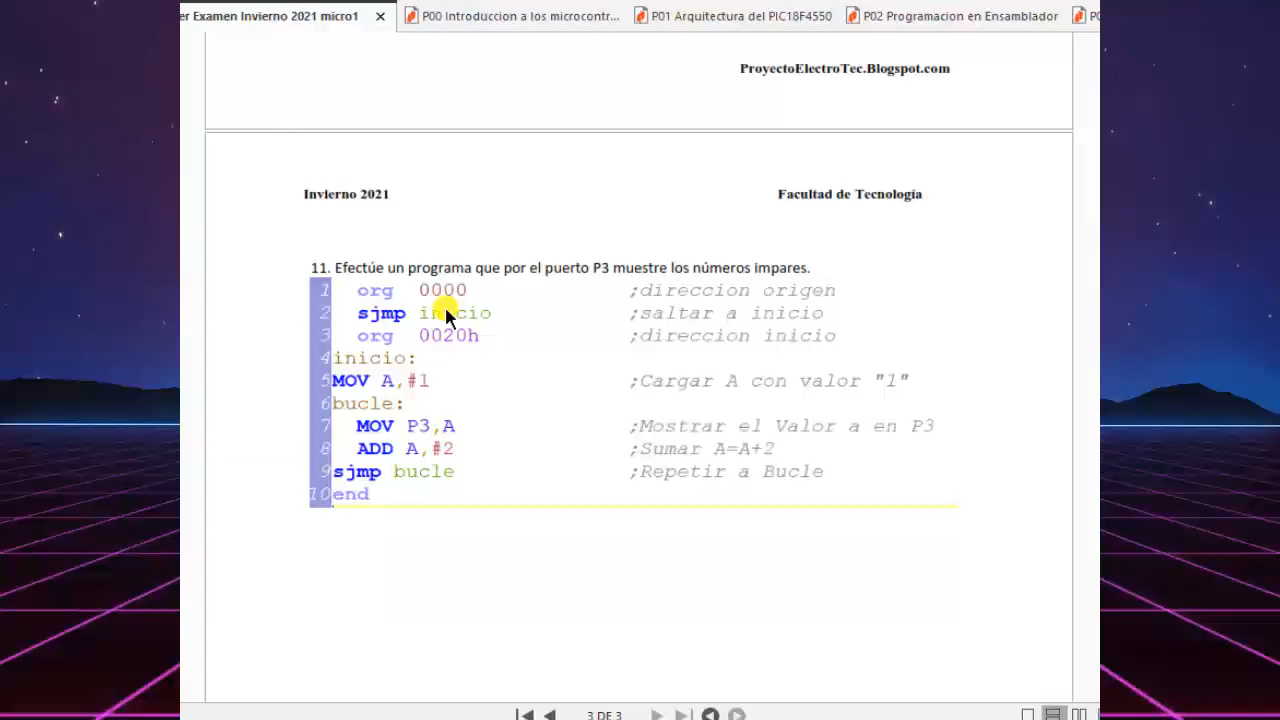 er Examen Invierno 2021 micro1
P00 Introduccion a los microcontr...
P01 Arquitectura del PIC18F4550
P02 Programacion en Ensamblador
ProyectoElectroTec.Blogspot.com
Invierno 2021
Facultad de Tecnología
11. Efectúe un programa que por el puerto P3 muestre los números impares.
1 org 0000 ;direccion origen
2 sjmp inicio ;saltar a inicio
3 org 0020h ;direccion inicio
4 inicio:
5 MOV A,#1 ;Cargar A con valor "1"
6 bucle:
7 MOV P3,A ;Mostrar el Valor a en P3
8 ADD A,#2 ;Sumar A=A+2
9 sjmp bucle ;Repetir a Bucle
10 end
3 DE 3